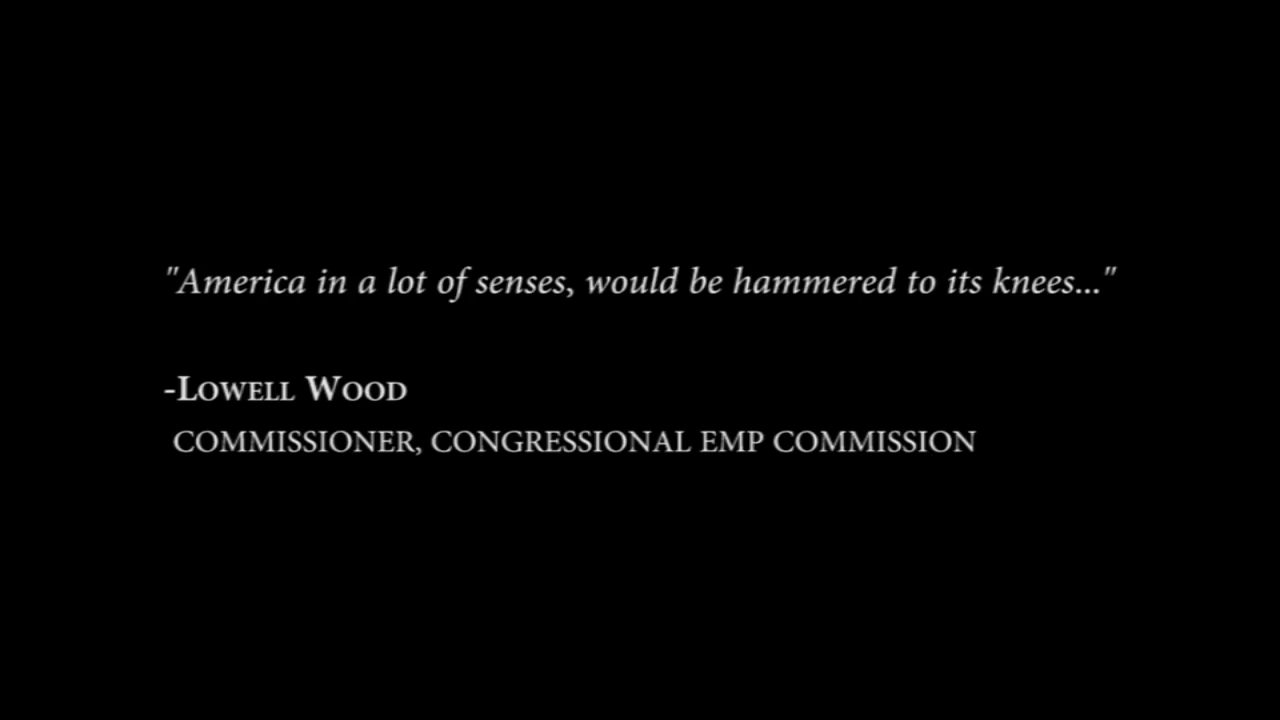 "America in a lot of senses, would be hammered to its knees..."
-Lowell Wood
COMMISSIONER, CONGRESSIONAL EMP COMMISSION